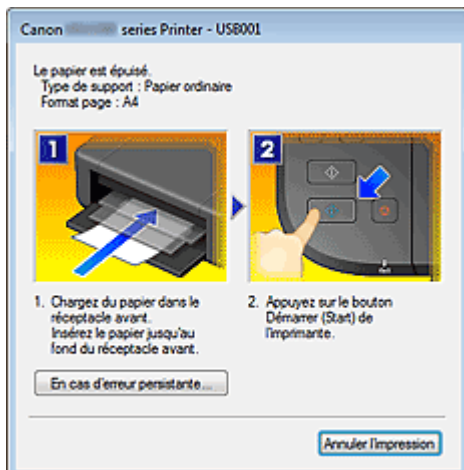 Canon series Printer - USB001
Le papier est épuisé.
Type de support : Papier ordinaire
Format page : A4
1
2
1. Chargez du papier dans le
réceptacle avant.
Insérez le papier jusqu'au
fond du réceptacle avant.
2. Appuyez sur le bouton
Démarrer (Start) de
l'imprimante.
En cas d'erreur persistante...
Annuler l'impression